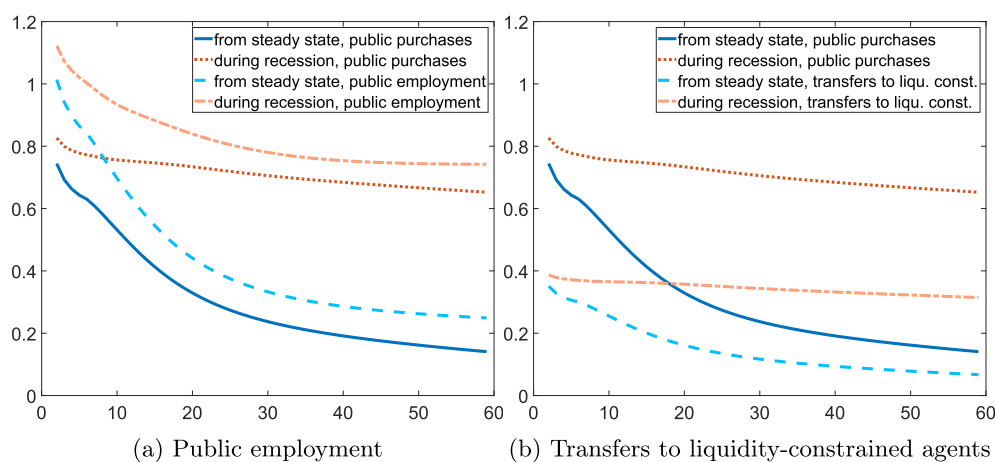 1.2
1
0.8
0.6
0.4
0.2
0
0 10 20 30 40 50 60
from steady state, public purchases
during recession, public purchases
from steady state, public employment
during recession, public employment
(a) Public employment
1.2
1
0.8
0.6
0.4
0.2
0
0 10 20 30 40 50 60
from steady state, public purchases
during recession, public purchases
from steady state, transfers to liqu. const.
during recession, transfers to liqu. const.
(b) Transfers to liquidity-constrained agents